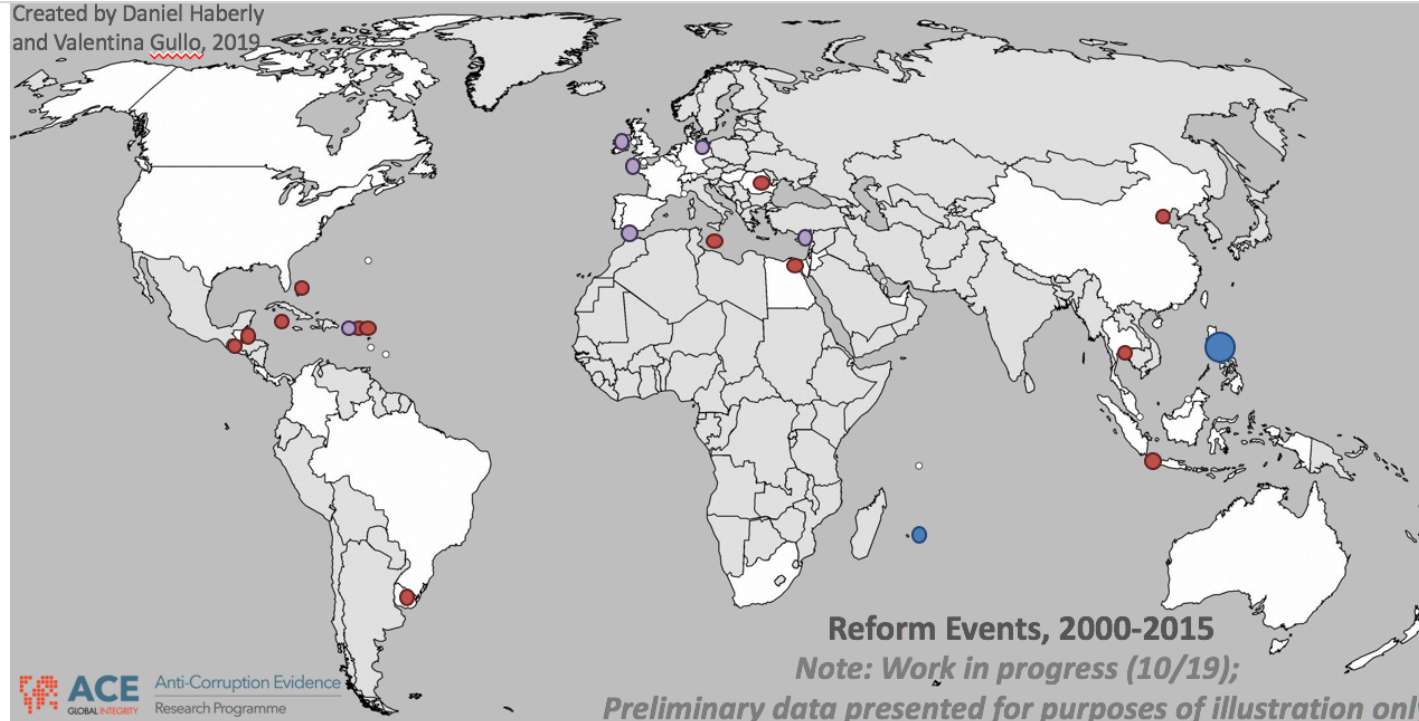 Created by Daniel Haberly
and Valentina Gullo, 2019
Reform Events, 2000-2015
Note: Work in progress (10/19);
Preliminary data presented for purposes of illustration onl
ACE
GLOBAL INTEGRITY
Anti-Corruption Evidence
Research Programme